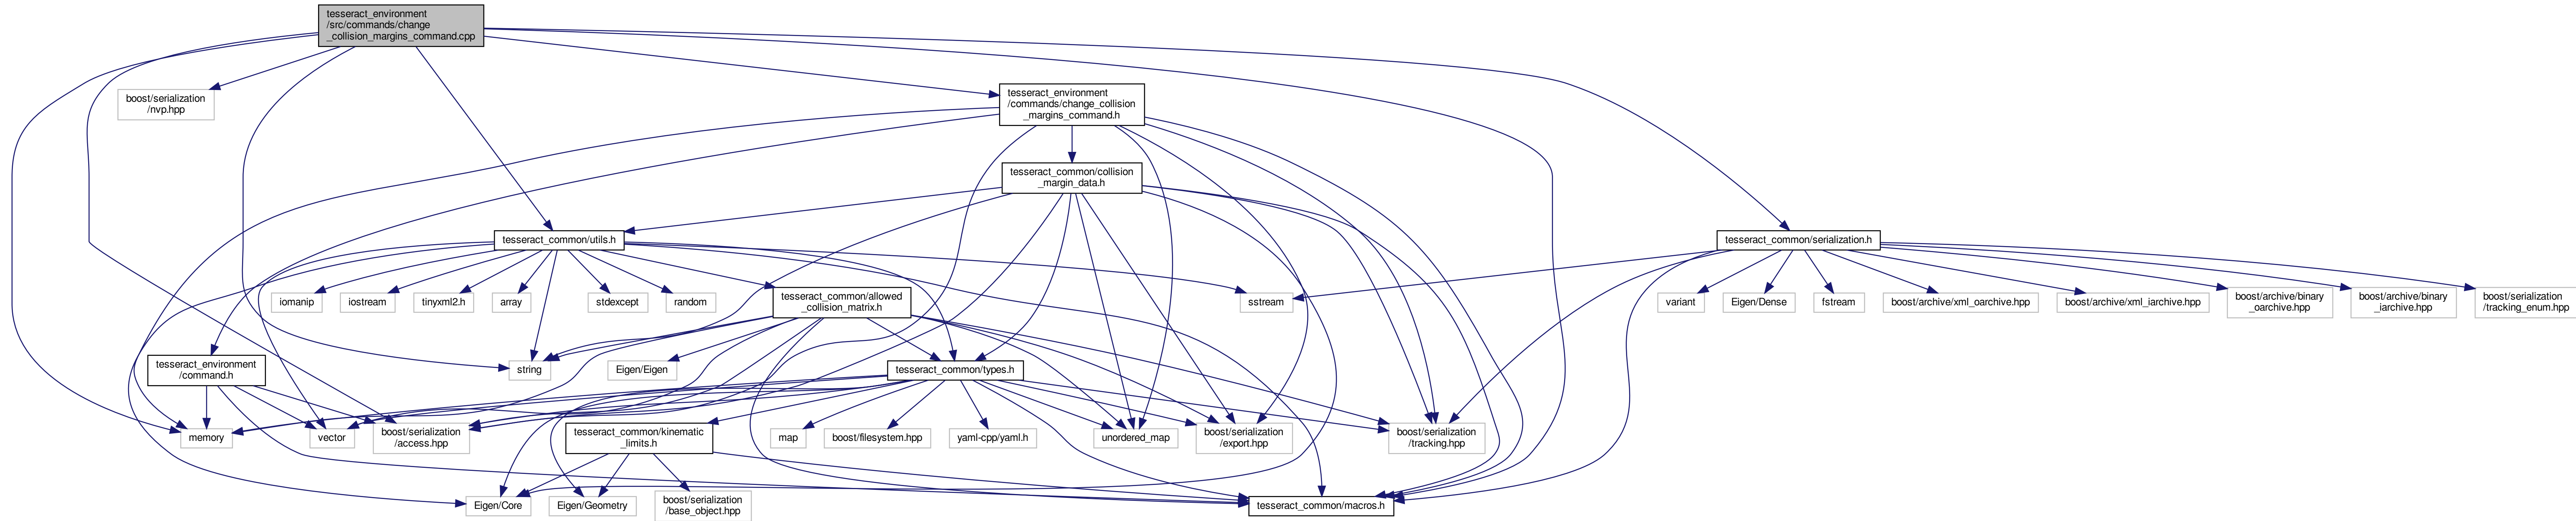 tesseract_environment
/src/commands/change
_collision_margins_command.cpp
boost/serialization
/nvp.hpp
tesseract_environment
/commands/change_collision
_margins_command.h
tesseract_common/collision
_margin_data.h
tesseract_common/utils.h
tesseract_common/serialization.h
iomanip
iostream
tinyxml2.h
array
stdexcept
random
tesseract_common/allowed
_collision_matrix.h
sstream
variant
Eigen/Dense
fstream
boost/archive/xml_oarchive.hpp
boost/archive/xml_iarchive.hpp
boost/archive/binary
_oarchive.hpp
boost/archive/binary
_iarchive.hpp
boost/serialization
/tracking_enum.hpp
tesseract_environment
/command.h
string
Eigen/Eigen
tesseract_common/types.h
memory
vector
boost/serialization
/access.hpp
tesseract_common/kinematic
_limits.h
map
boost/filesystem.hpp
yaml-cpp/yaml.h
unordered_map
boost/serialization
/export.hpp
boost/serialization
/tracking.hpp
Eigen/Core
Eigen/Geometry
boost/serialization
/base_object.hpp
tesseract_common/macros.h